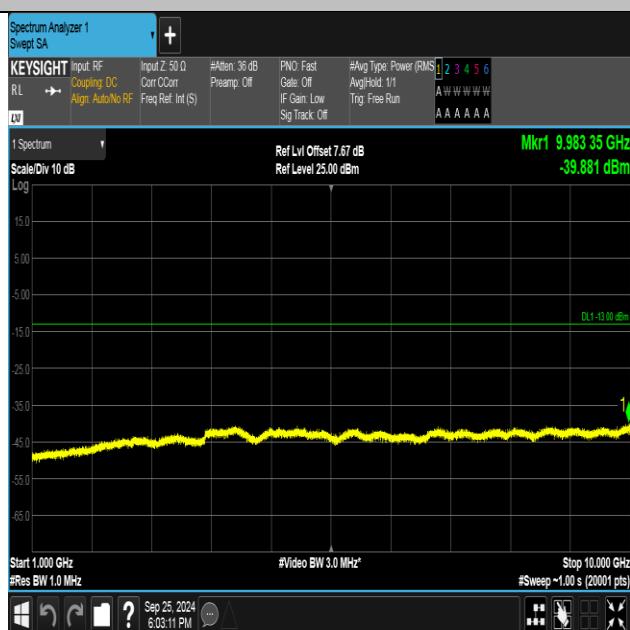 Spectrum Analyzer 1
Swept SA
+
KEYSIGHT
RL
LXI
Input: RF
Coupling: DC
Align: Auto/No RF
Input Z: 50 Ω
Corr CCorr
Freq Ref: Int (S)
#Atten: 36 dB
Preamp: Off
PNO: Fast
Gate: Off
IF Gain: Low
Sig Track: Off
#Avg Type: Power (RMS
Avg|Hold: 1/1
Trig: Free Run
1 2 3 4 5 6
A W W W W W
A A A A A A
1 Spectrum
Scale/Div 10 dB
Log
Ref Lvl Offset 7.67 dB
Ref Level 25.00 dBm
Mkr1 9.983 35 GHz
-39.881 dBm
15.0
5.00
-5.00
DL1 -13.00 dBm
-15.0
-25.0
-35.0
1
-45.0
-55.0
-65.0
Start 1.000 GHz
#Video BW 3.0 MHz*
Stop 10.000 GHz
#Res BW 1.0 MHz
#Sweep ~1.00 s (20001 pts)
?
Sep 25, 2024
6:03:11 PM